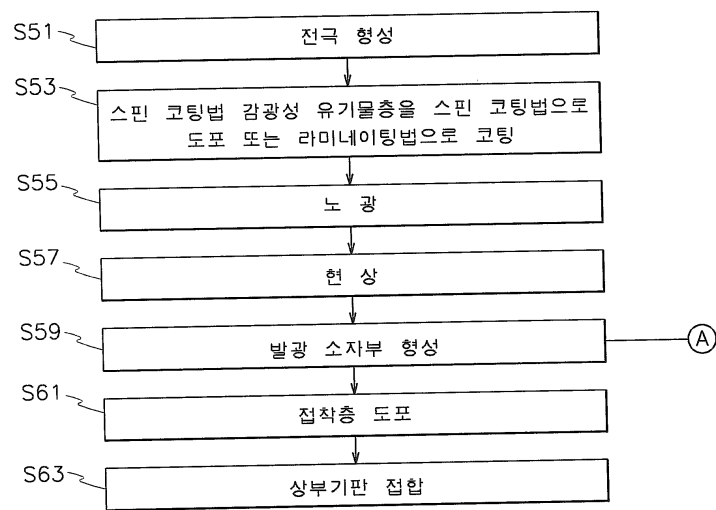 S51 전극 형성
S53 스핀 코팅법 감광성 유기물층을 스핀 코팅법으로
도포 또는 라미네이팅법으로 코팅
S55 노 광
S57 현 상
S59 발광 소자부 형성 A
S61 접착층 도포
S63 상부기판 접합